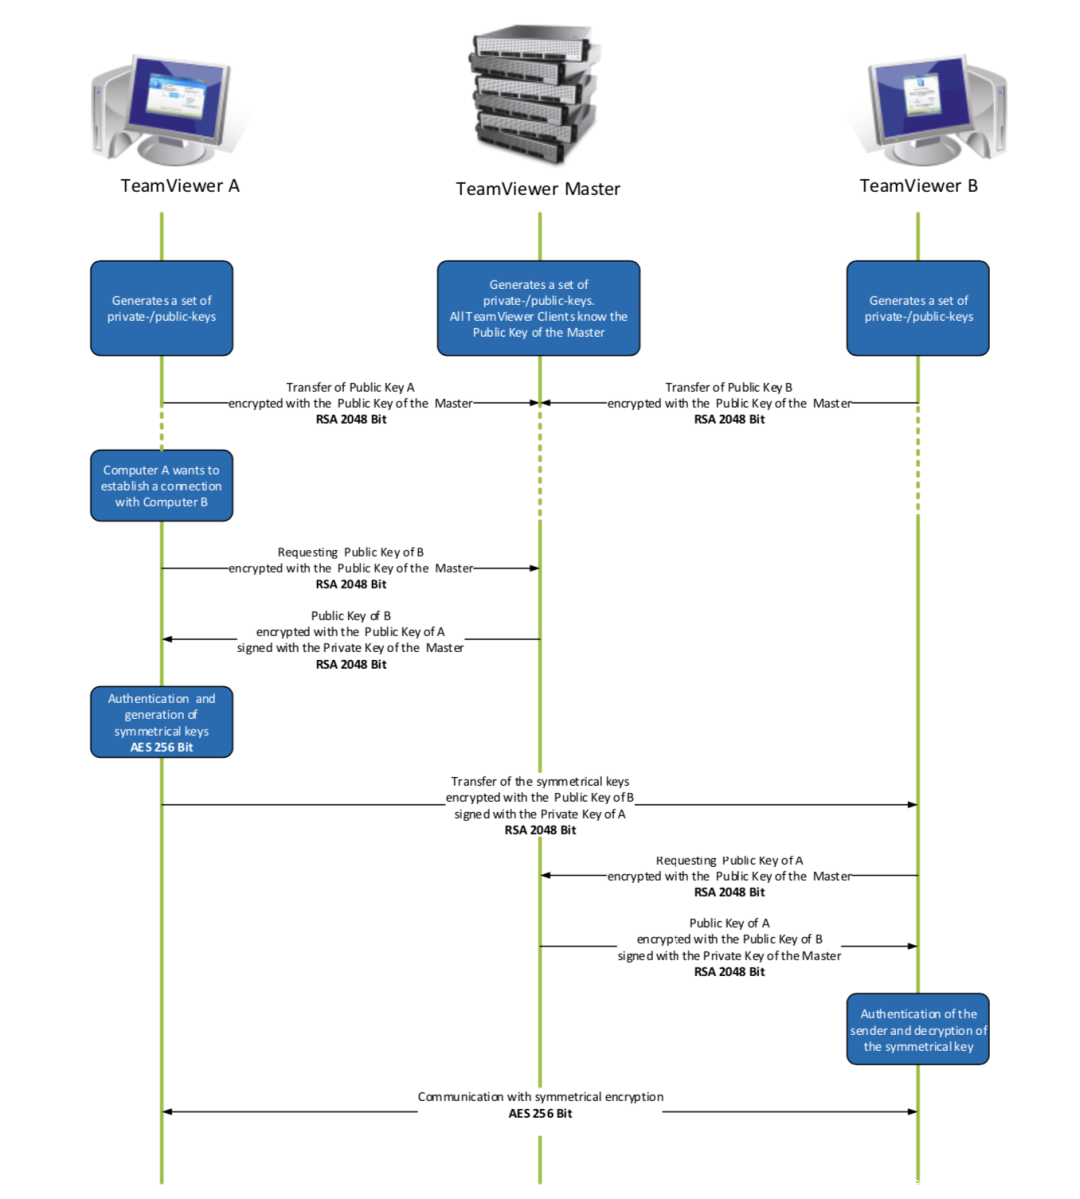 TeamViewer A
TeamViewer Master
TeamViewer B
Generates a set of
private-/public-keys
Generates a set of
private-/public-keys.
All TeamViewer Clients know the
Public Key of the Master
Generates a set of
private-/public-keys
Transfer of Public Key A
encrypted with the Public Key of the Master
RSA 2048 Bit
Transfer of Public Key B
encrypted with the Public Key of the Master
RSA 2048 Bit
Computer A wants to
establish a connection
with Computer B
Requesting Public Key of B
encrypted with the Public Key of the Master
RSA 2048 Bit
Public Key of B
encrypted with the Public Key of A
signed with the Private Key of the Master
RSA 2048 Bit
Authentication and
generation of
symmetrical keys
AES 256 Bit
Transfer of the symmetrical keys
encrypted with the Public Key of B
signed with the Private Key of A
RSA 2048 Bit
Requesting Public Key of A
encrypted with the Public Key of the Master
RSA 2048 Bit
Public Key of A
encrypted with the Public Key of B
signed with the Private Key of the Master
RSA 2048 Bit
Authentication of the
sender and decryption of
the symmetrical key
Communication with symmetrical encryption
AES 256 Bit